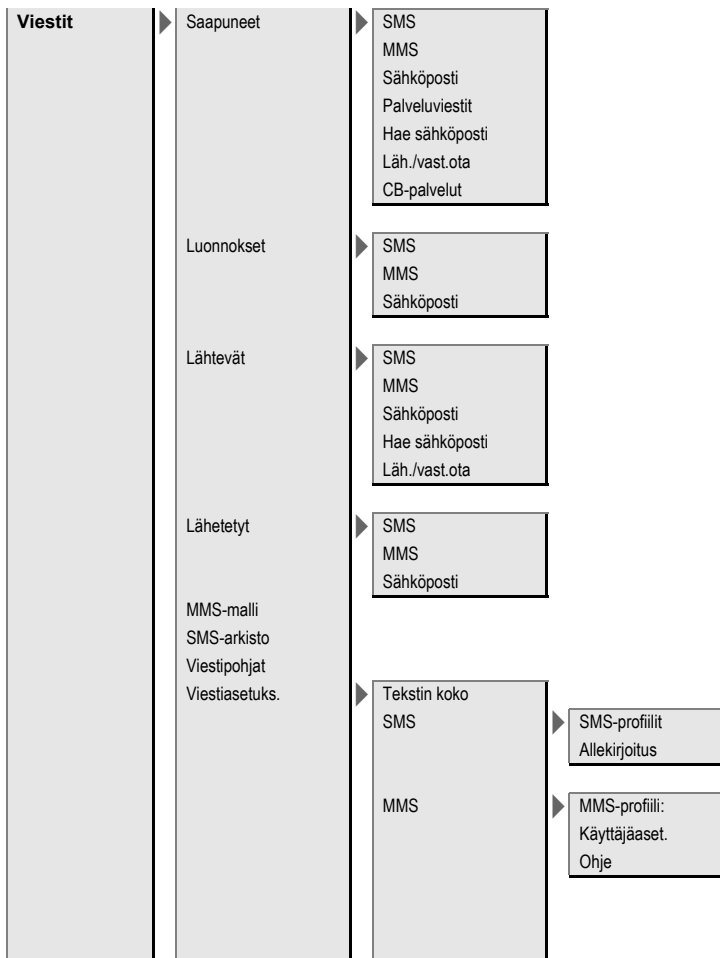 Viestit
Saapuneet
SMS
MMS
Sähköposti
Palveluviestit
Hae sähköposti
Läh./vast.ota
CB-palvelut
Luonnokset
SMS
MMS
Sähköposti
Lähtevät
SMS
MMS
Sähköposti
Hae sähköposti
Läh./vast.ota
Lähetetyt
SMS
MMS
Sähköposti
MMS-malli
SMS-arkisto
Viestipohjat
Viestiasetuks.
Tekstin koko
SMS
SMS-profiilit
Allekirjoitus
MMS
MMS-profiili:
Käyttäjäaset.
Ohje